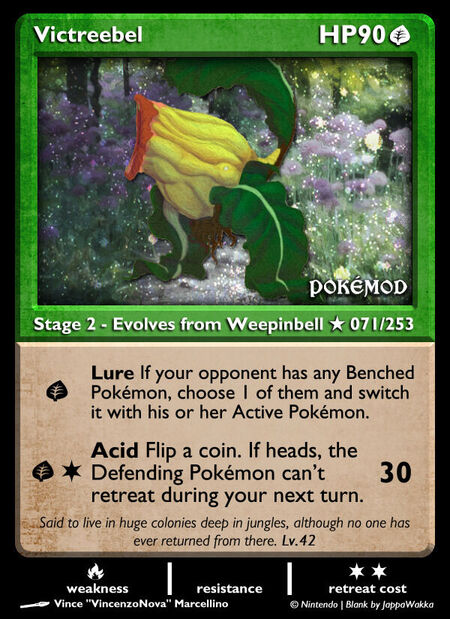 Victreebel HP90
POKÉMOD
Stage 2 - Evolves from Weepinbell ★ 071/253
Lure If your opponent has any Benched
Pokémon, choose 1 of them and switch
it with his or her Active Pokémon.
Acid Flip a coin. If heads, the
Defending Pokémon can't 30
retreat during your next turn.
Said to live in huge colonies deep in jungles, although no one has
ever returned from there. Lv.42
weakness resistance retreat cost
Vince "VincenzoNova" Marcellino © Nintendo | Blank by JappaWakka